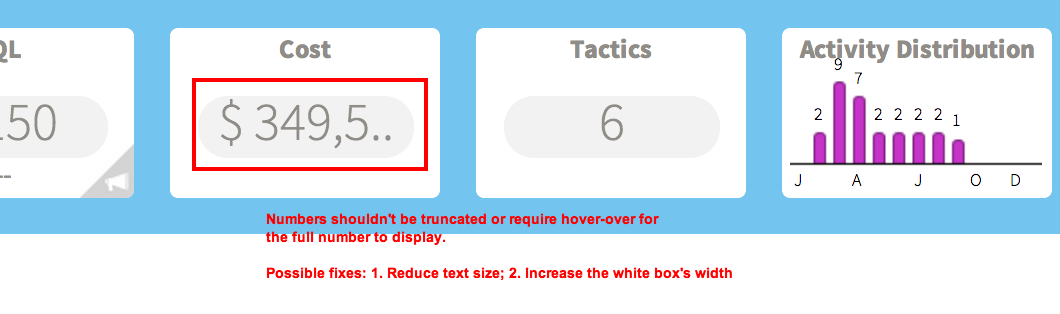 QL
Cost
Tactics
Activity Distribution
.50
$ 349,5..
6
9
7
2
2
2
2
2
1
J
A
J
O
D
--
Numbers shouldn't be truncated or require hover-over for
the full number to display.
Possible fixes: 1. Reduce text size; 2. Increase the white box's width